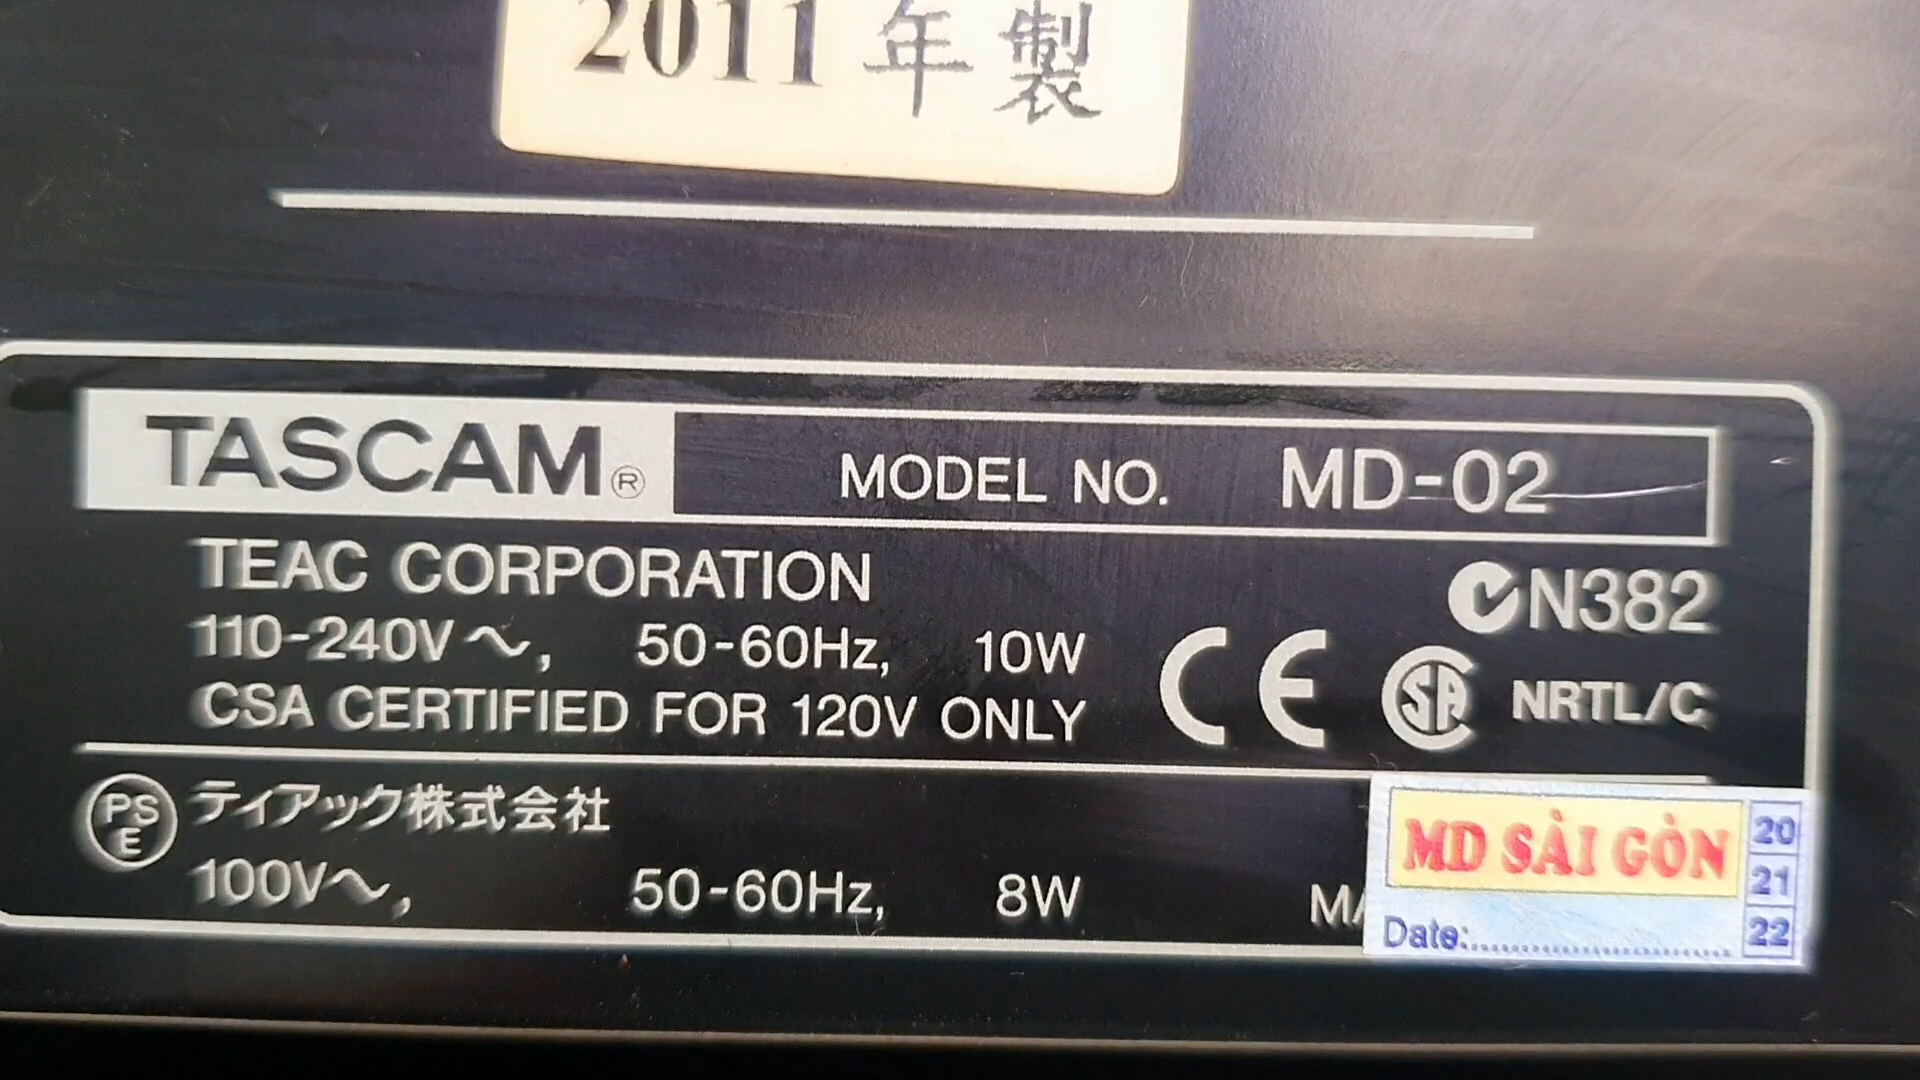 2011年製
TASCAM® MODEL NO. MD-02
TEAC CORPORATION N382
110-240V～, 50-60Hz, 10W CE SA NRTL/C
CSA CERTIFIED FOR 120V ONLY
PSE ティアック株式会社
100V～, 50-60Hz, 8W
MD SÀI GÒN
Date:
20
21
22